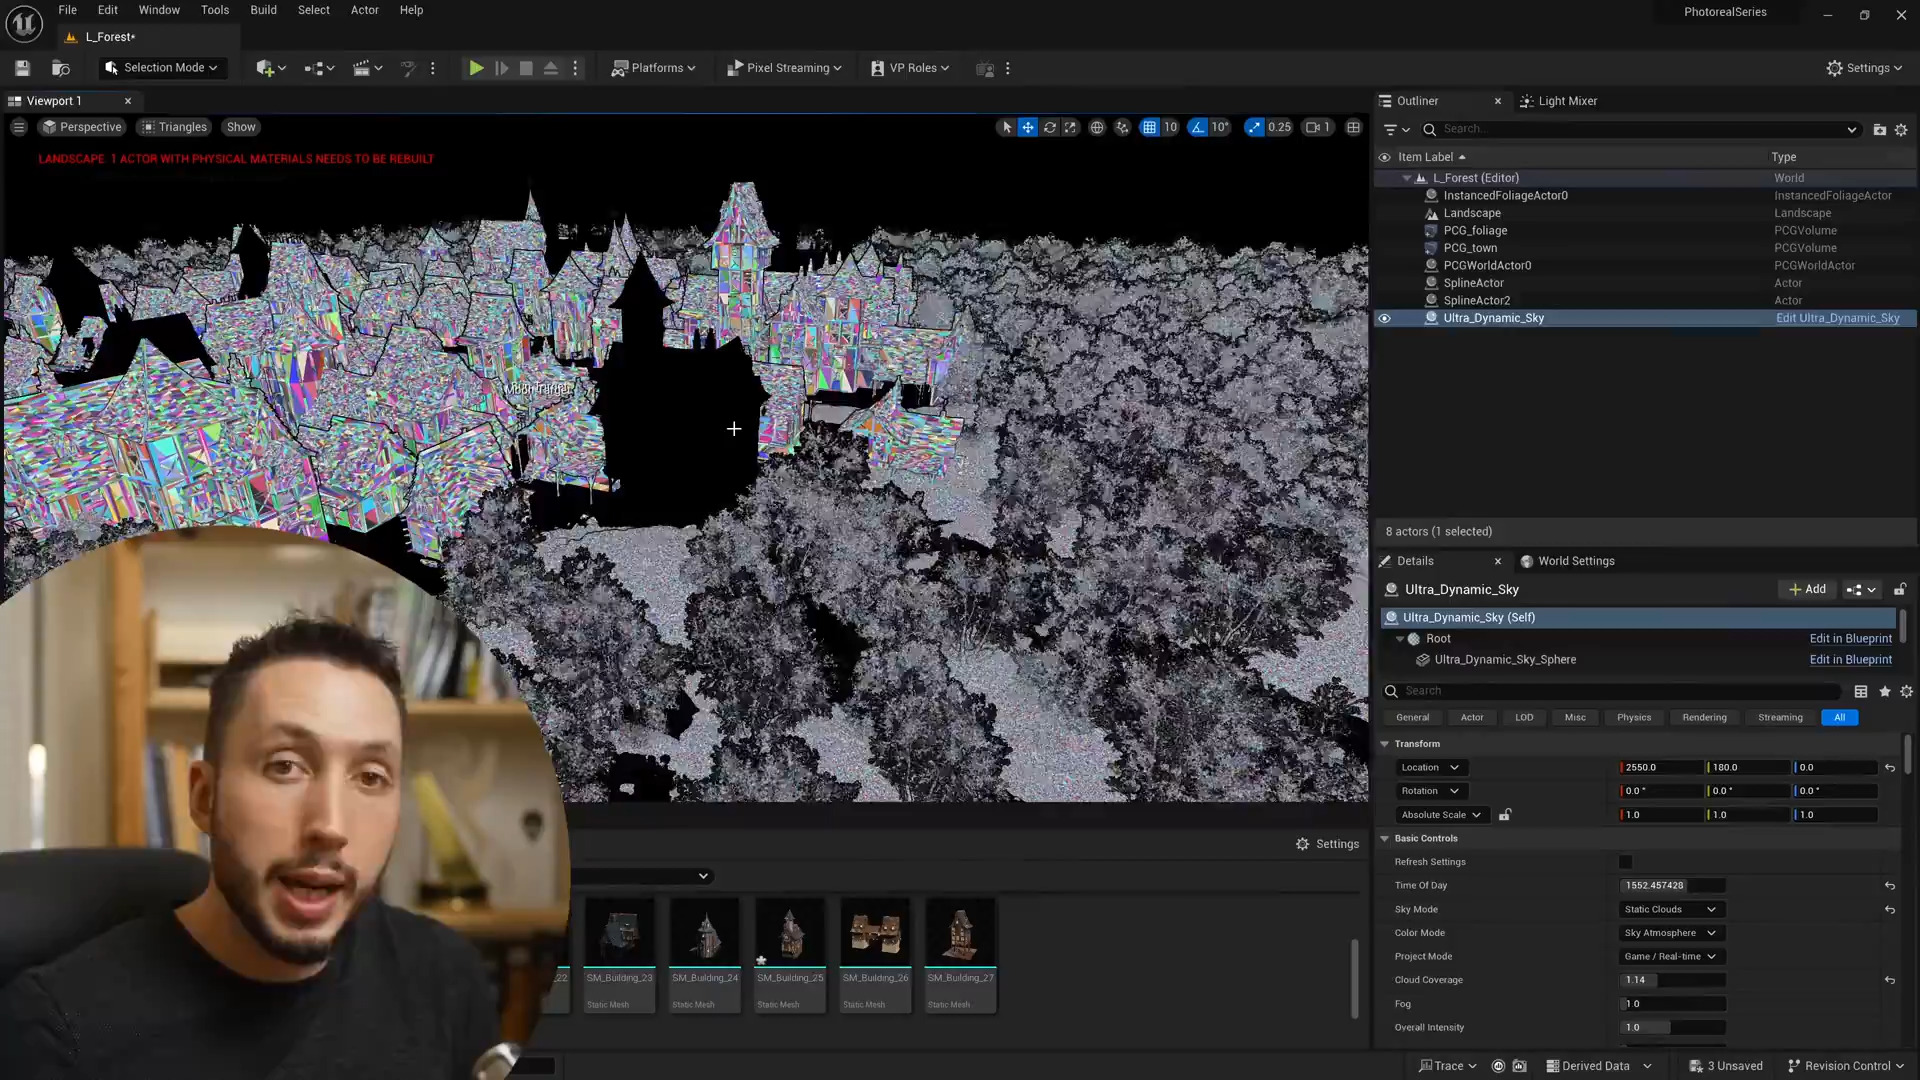 File Edit Window Tools Build Select Actor Help
PhotorealSeries
L_Forest*
Selection Mode
Platforms
Pixel Streaming
VP Roles
Settings
Viewport 1
Outliner
Light Mixer
Perspective
Triangles
Show
10
10°
0.25
1
Search...
LANDSCAPE: 1 ACTOR WITH PHYSICAL MATERIALS NEEDS TO BE REBUILT
Item Label
Type
L_Forest (Editor) World
InstancedFoliageActor0 InstancedFoliageActor
Landscape Landscape
PCG_foliage PCGVolume
PCG_town PCGVolume
PCGWorldActor0 PCGWorldActor
SplineActor Actor
SplineActor2 Actor
Ultra_Dynamic_Sky Edit Ultra_Dynamic_Sky
Moon Target
8 actors (1 selected)
Details
World Settings
Ultra_Dynamic_Sky
Add
Ultra_Dynamic_Sky (Self)
Root Edit in Blueprint
Ultra_Dynamic_Sky_Sphere Edit in Blueprint
Search
General Actor LOD Misc Physics Rendering Streaming All
Transform
Location 2550.0 180.0 0.0
Rotation 0.0 ° 0.0 ° 0.0 °
Absolute Scale 1.0 1.0 1.0
Basic Controls
Refresh Settings
Time Of Day 1552.457428
Sky Mode Static Clouds
Color Mode Sky Atmosphere
Project Mode Game / Real-time
Cloud Coverage 1.14
Fog 1.0
Overall Intensity 1.0
Settings
22 SM_Building_23 SM_Building_24 SM_Building_25 SM_Building_26 SM_Building_27
Static Mesh Static Mesh Static Mesh Static Mesh Static Mesh
Trace
Derived Data
3 Unsaved
Revision Control